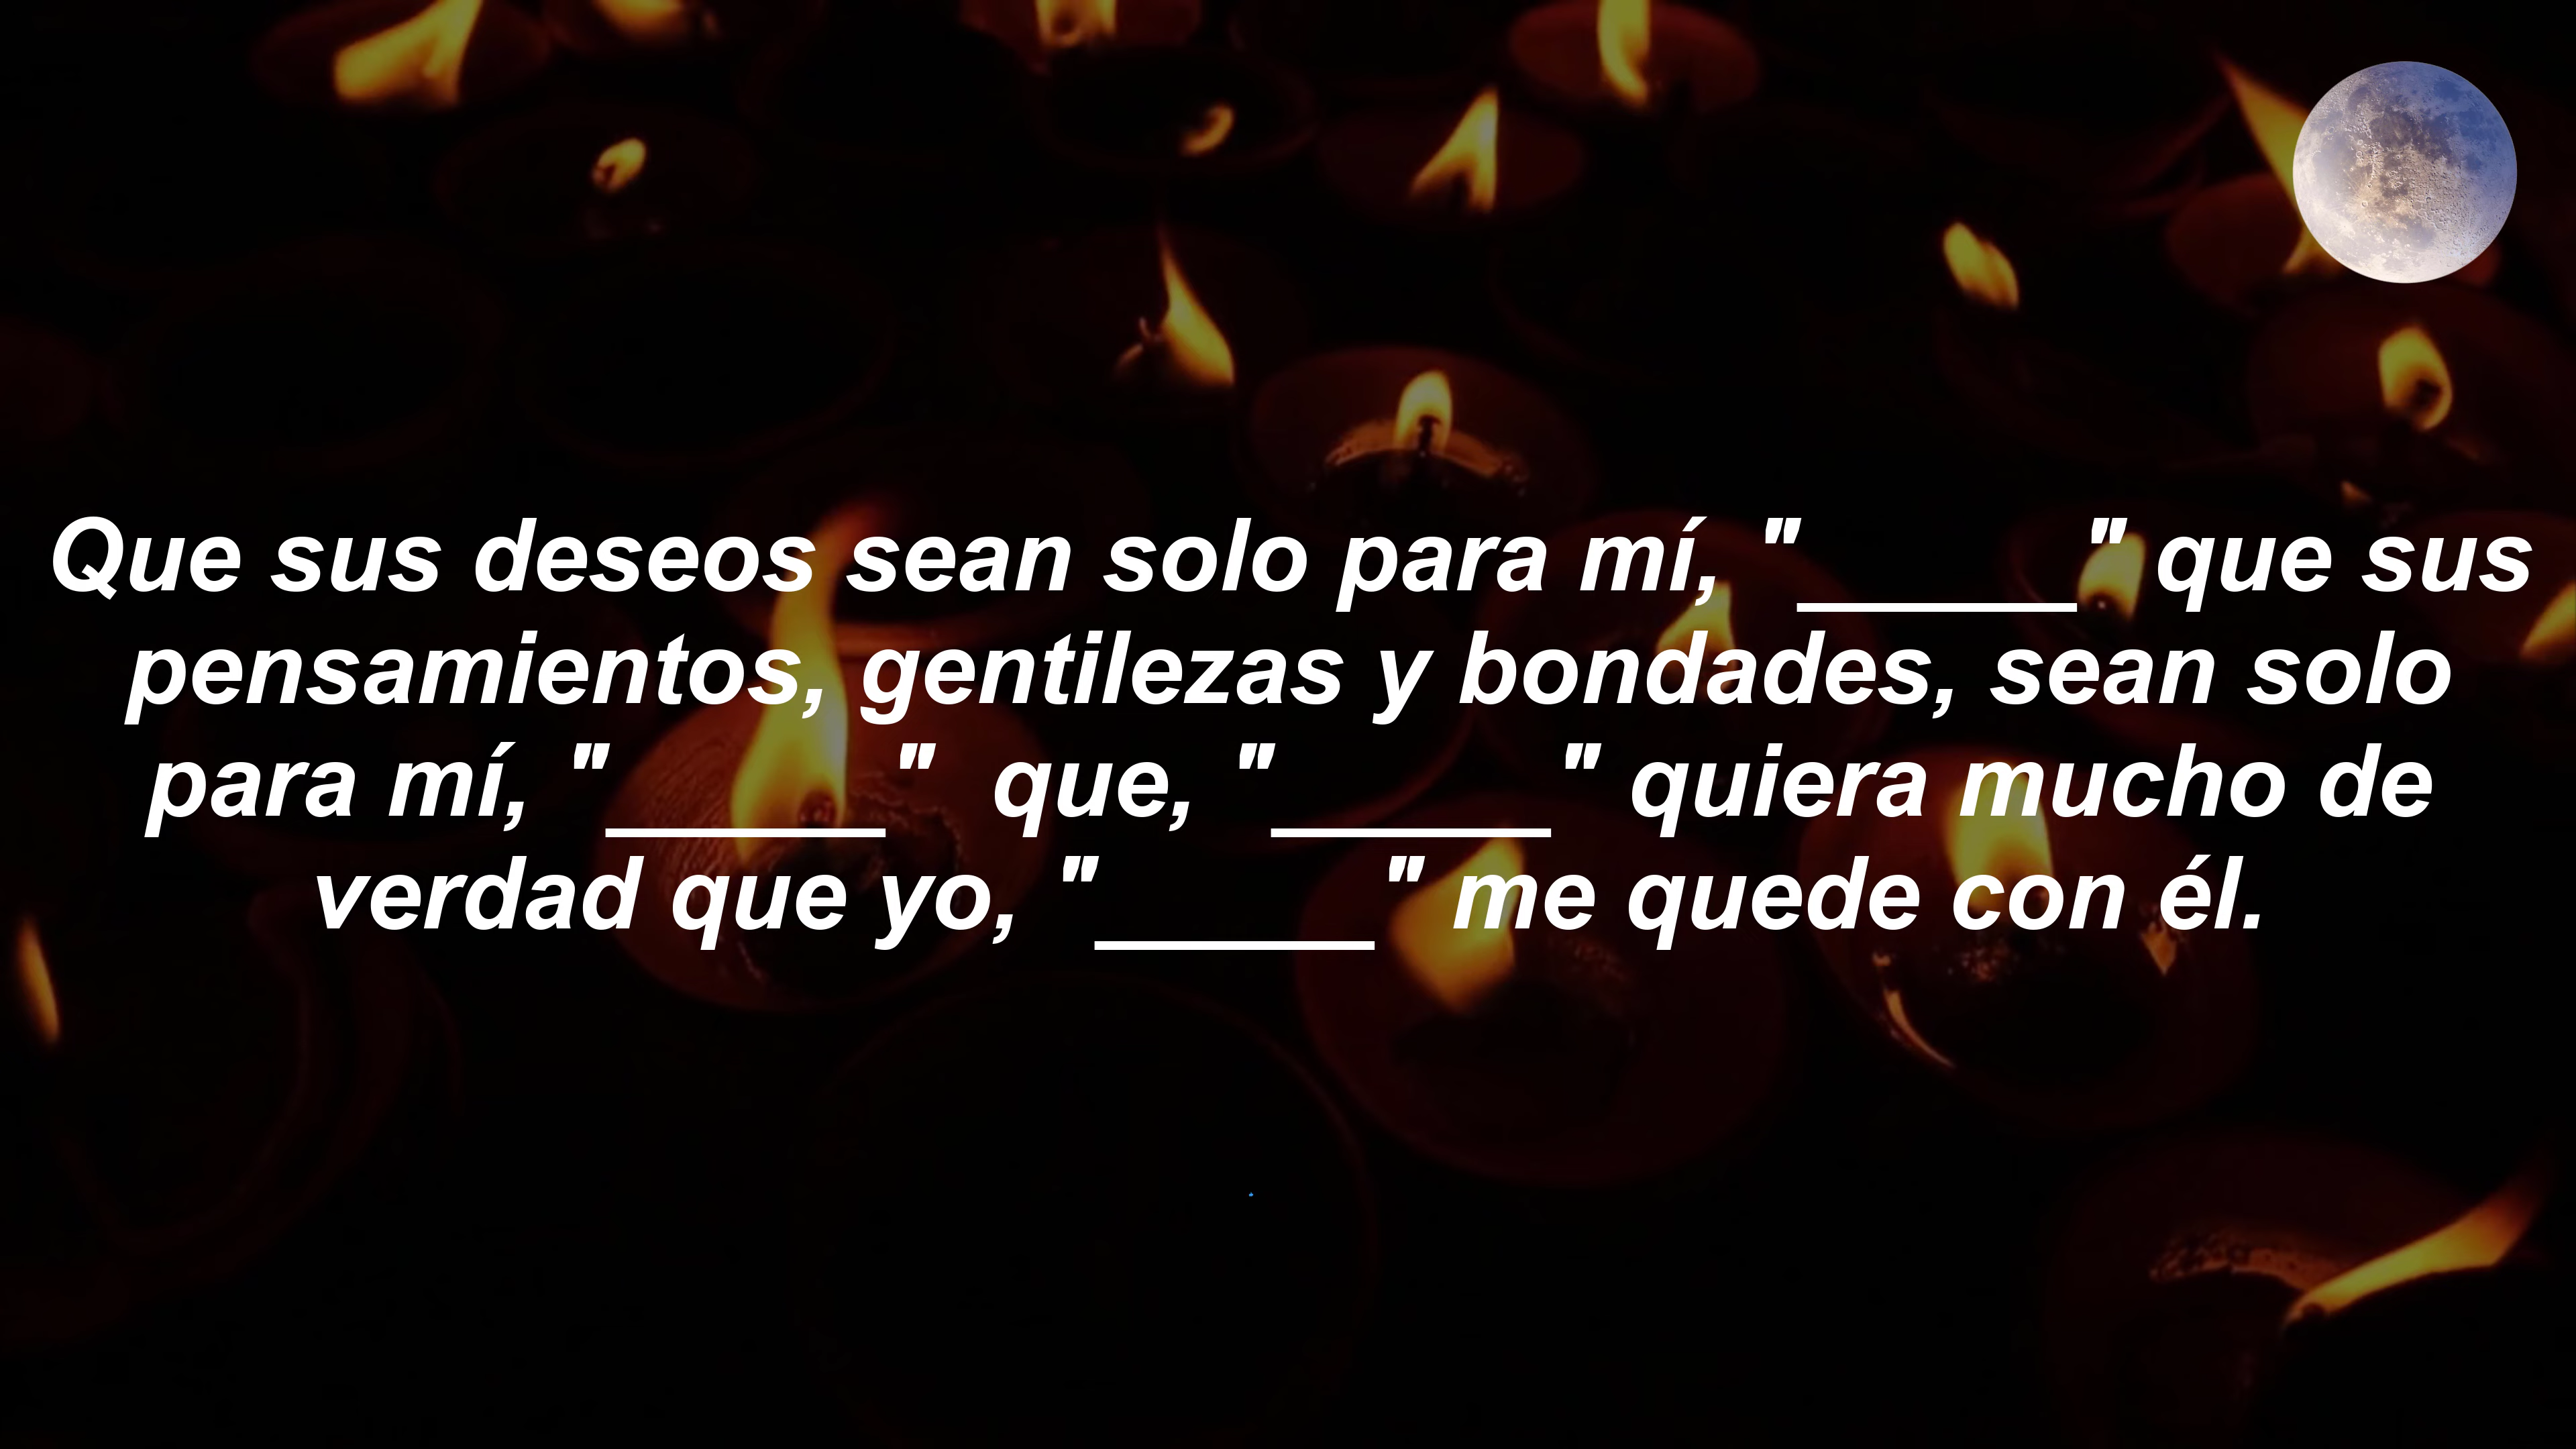 Que sus deseos sean solo para mí, "_____" que sus
pensamientos, gentilezas y bondades, sean solo
para mí, "_____" que, "_____" quiera mucho de
verdad que yo, "_____" me quede con él.